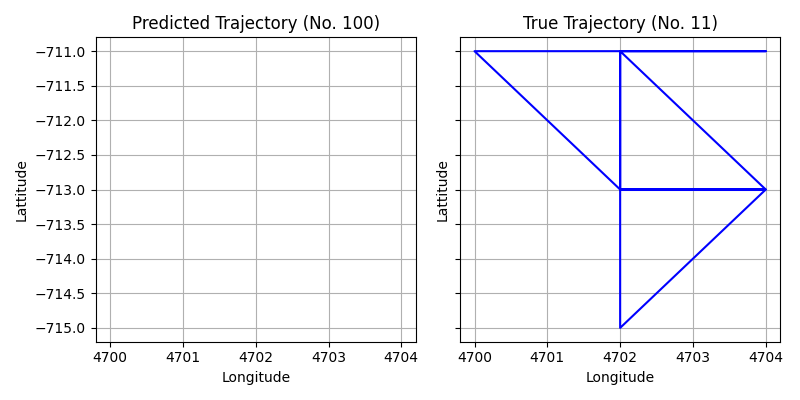 Predicted Trajectory (No. 100)
True Trajectory (No. 11)
−711.0
−711.5
−712.0
−712.5
−713.0
−713.5
−714.0
−714.5
−715.0
Lattitude
Lattitude
4700 4701 4702 4703 4704
4700 4701 4702 4703 4704
Longitude
Longitude